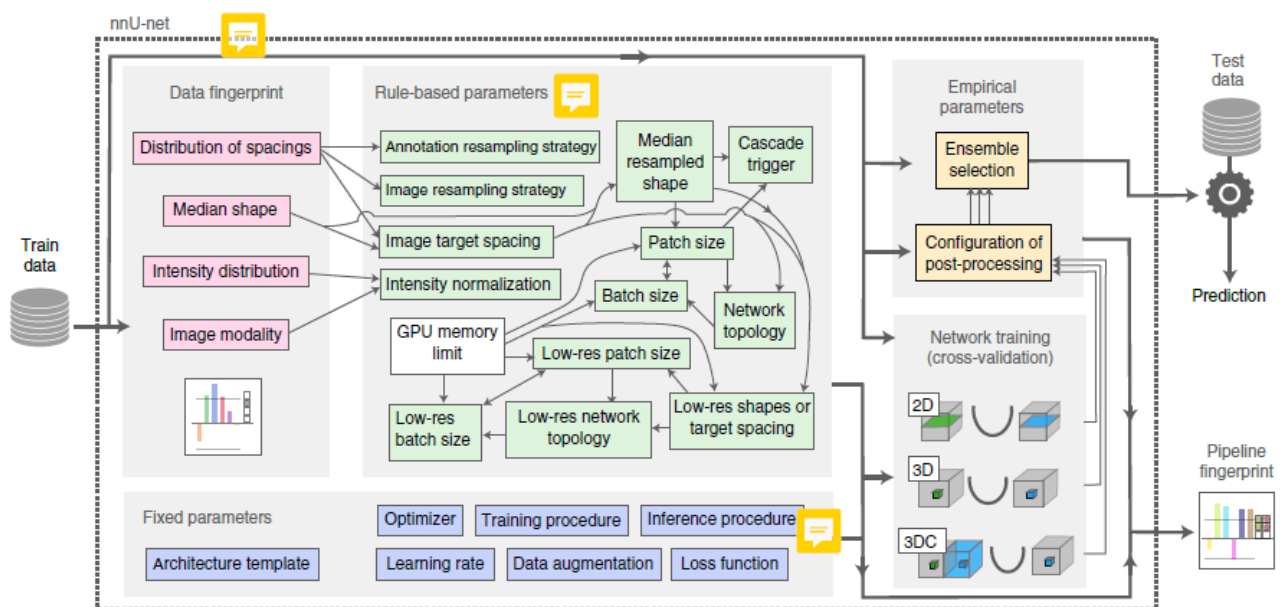 nnU-net
Data fingerprint
Distribution of spacings
Median shape
Intensity distribution
Image modality
Train
data
Rule-based parameters
Annotation resampling strategy
Image resampling strategy
Image target spacing
Intensity normalization
Median
resampled
shape
Cascade
trigger
Patch size
Batch size
Network
topology
GPU memory
limit
Low-res patch size
Low-res
batch size
Low-res network
topology
Low-res shapes or
target spacing
Fixed parameters
Optimizer
Training procedure
Inference procedure
Architecture template
Learning rate
Data augmentation
Loss function
Empirical
parameters
Ensemble
selection
Configuration of
post-processing
Network training
(cross-validation)
2D
3D
3DC
Test
data
Prediction
Pipeline
fingerprint